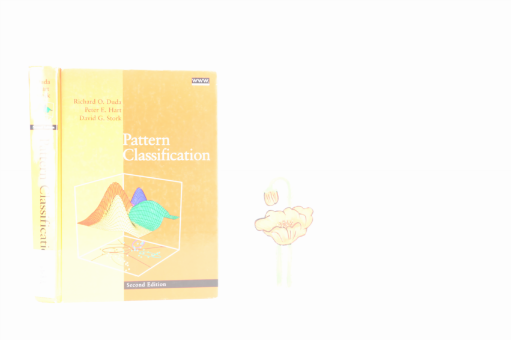 www
Richard O. Duda
Peter E. Hart
David G. Stork
Pattern
Classification
Second Edition
Classification